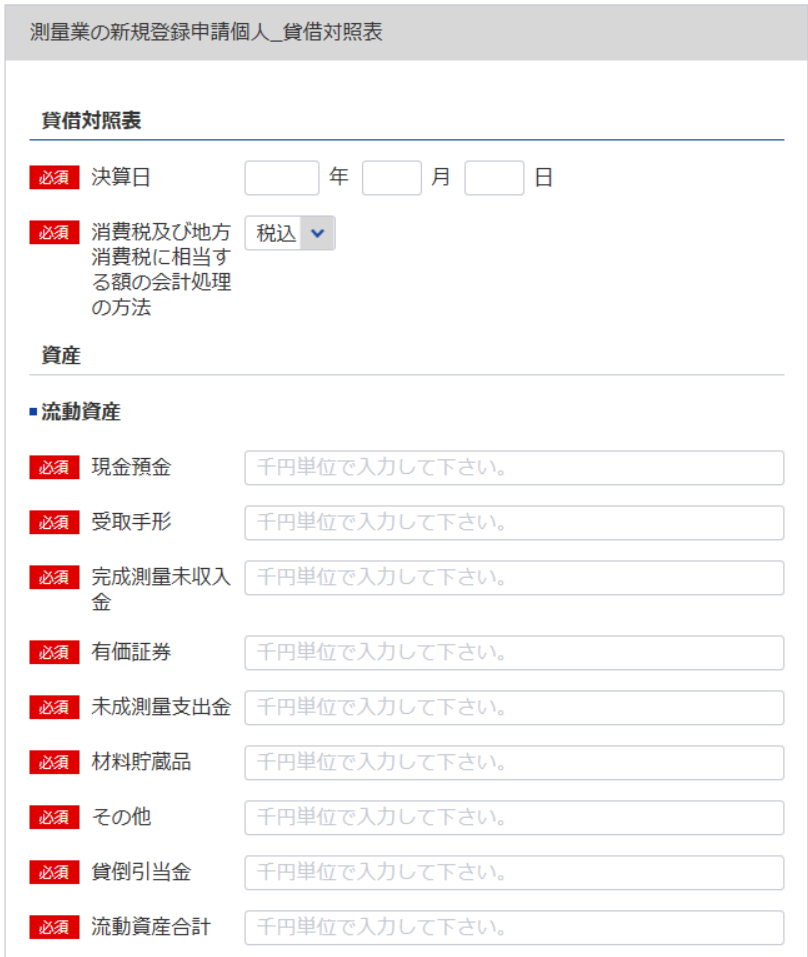 測量業の新規登録申請個人_貸借対照表
貸借対照表
必須 決算日 年 月 日
必須 消費税及び地方 税込
消費税に相当す
る額の会計処理
の方法
資産
流動資産
必須 現金預金 千円単位で入力して下さい。
必須 受取手形 千円単位で入力して下さい。
必須 完成測量未収入 千円単位で入力して下さい。
金
必須 有価証券 千円単位で入力して下さい。
必須 未成測量支出金 千円単位で入力して下さい。
必須 材料貯蔵品 千円単位で入力して下さい。
必須 その他 千円単位で入力して下さい。
必須 貸倒引当金 千円単位で入力して下さい。
必須 流動資産合計 千円単位で入力して下さい。